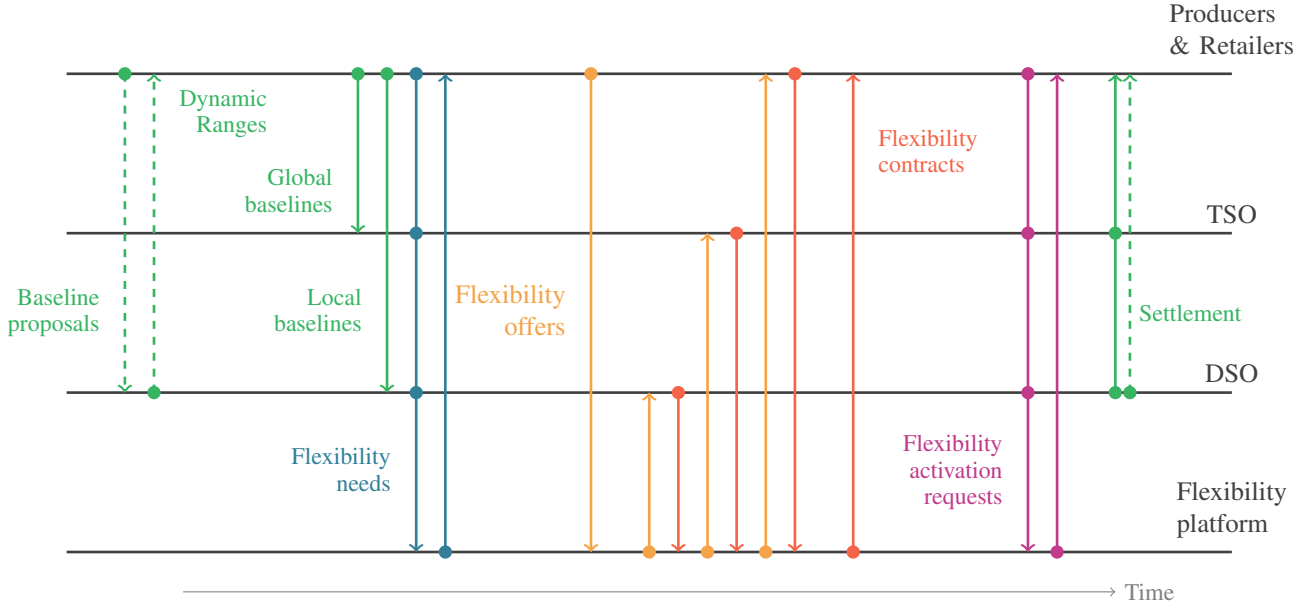 Producers
& Retailers
Dynamic
Ranges
Flexibility
contracts
Global
baselines
TSO
Baseline
proposals
Local
baselines
Flexibility
offers
Settlement
DSO
Flexibility
needs
Flexibility
activation
requests
Flexibility
platform
Time